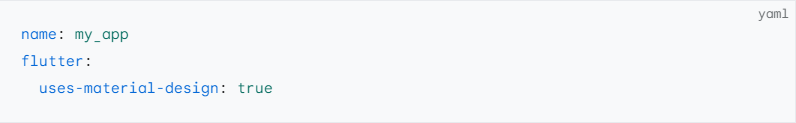 yaml
name: my_app
flutter:
  uses-material-design: true